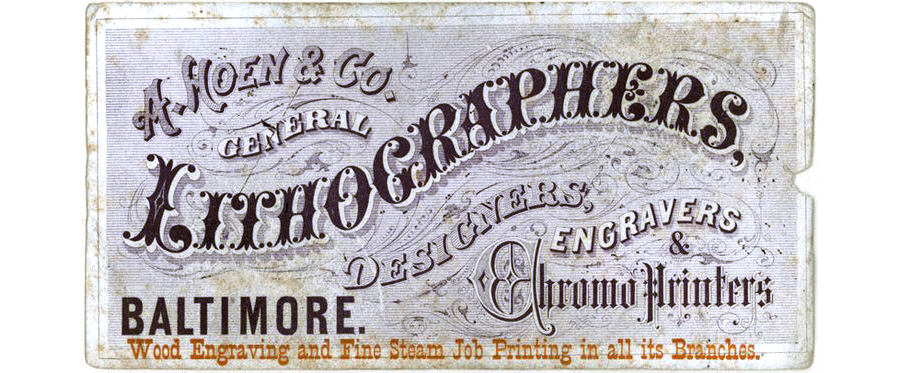 A. HOEN & CO.
GENERAL
LITHOGRAPHERS,
DESIGNERS,
ENGRAVERS
&
Chromo Printers
BALTIMORE.
Wood Engraving and Fine Steam Job Printing in all its Branches.